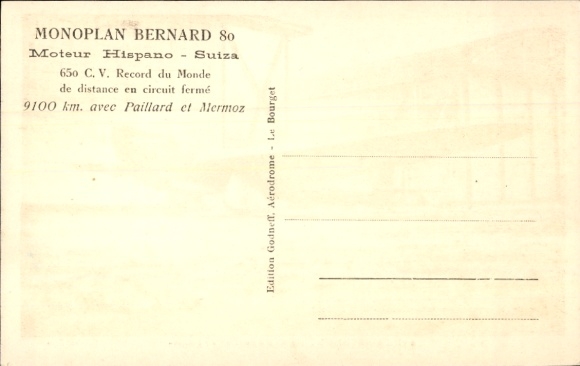 MONOPLAN BERNARD 80
Moteur Hispano - Suiza
650 C. V. Record du Monde
de distance en circuit fermé
9100 km. avec Paillard et Mermoz
Edition Godneff, Aérodrome - Le Bourget